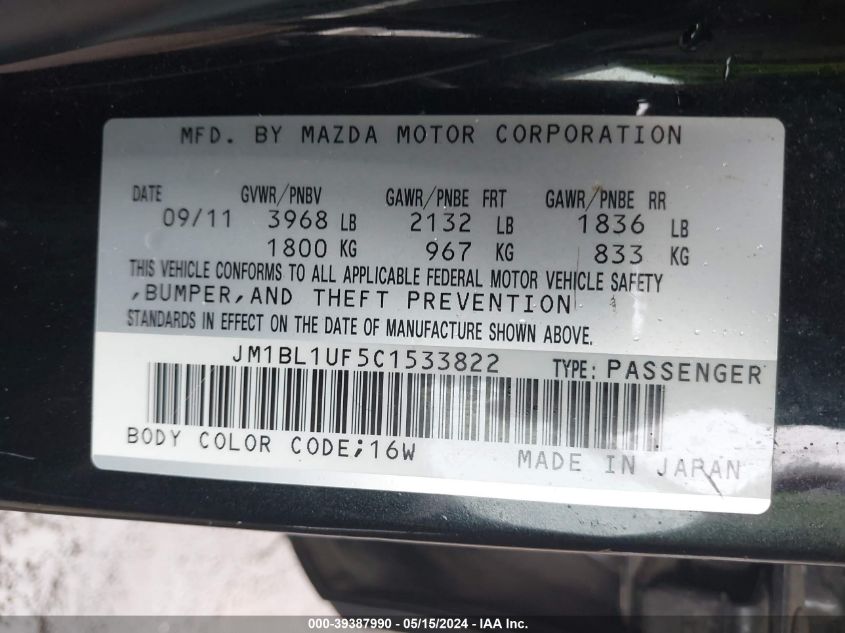 MFD. BY MAZDA MOTOR CORPORATION
DATE GVWR/PNBV GAWR/PNBE FRT GAWR/PNBE RR
09/11 3968 LB 2132 LB 1836 LB
1800 KG 967 KG 833 KG
THIS VEHICLE CONFORMS TO ALL APPLICABLE FEDERAL MOTOR VEHICLE SAFETY
,BUMPER,AND THEFT PREVENTION
STANDARDS IN EFFECT ON THE DATE OF MANUFACTURE SHOWN ABOVE.
JM1BL1UF5C1533822 TYPE: PASSENGER
BODY COLOR CODE;16W MADE IN JAPAN
000-39387990 - 05/15/2024 - IAA Inc.